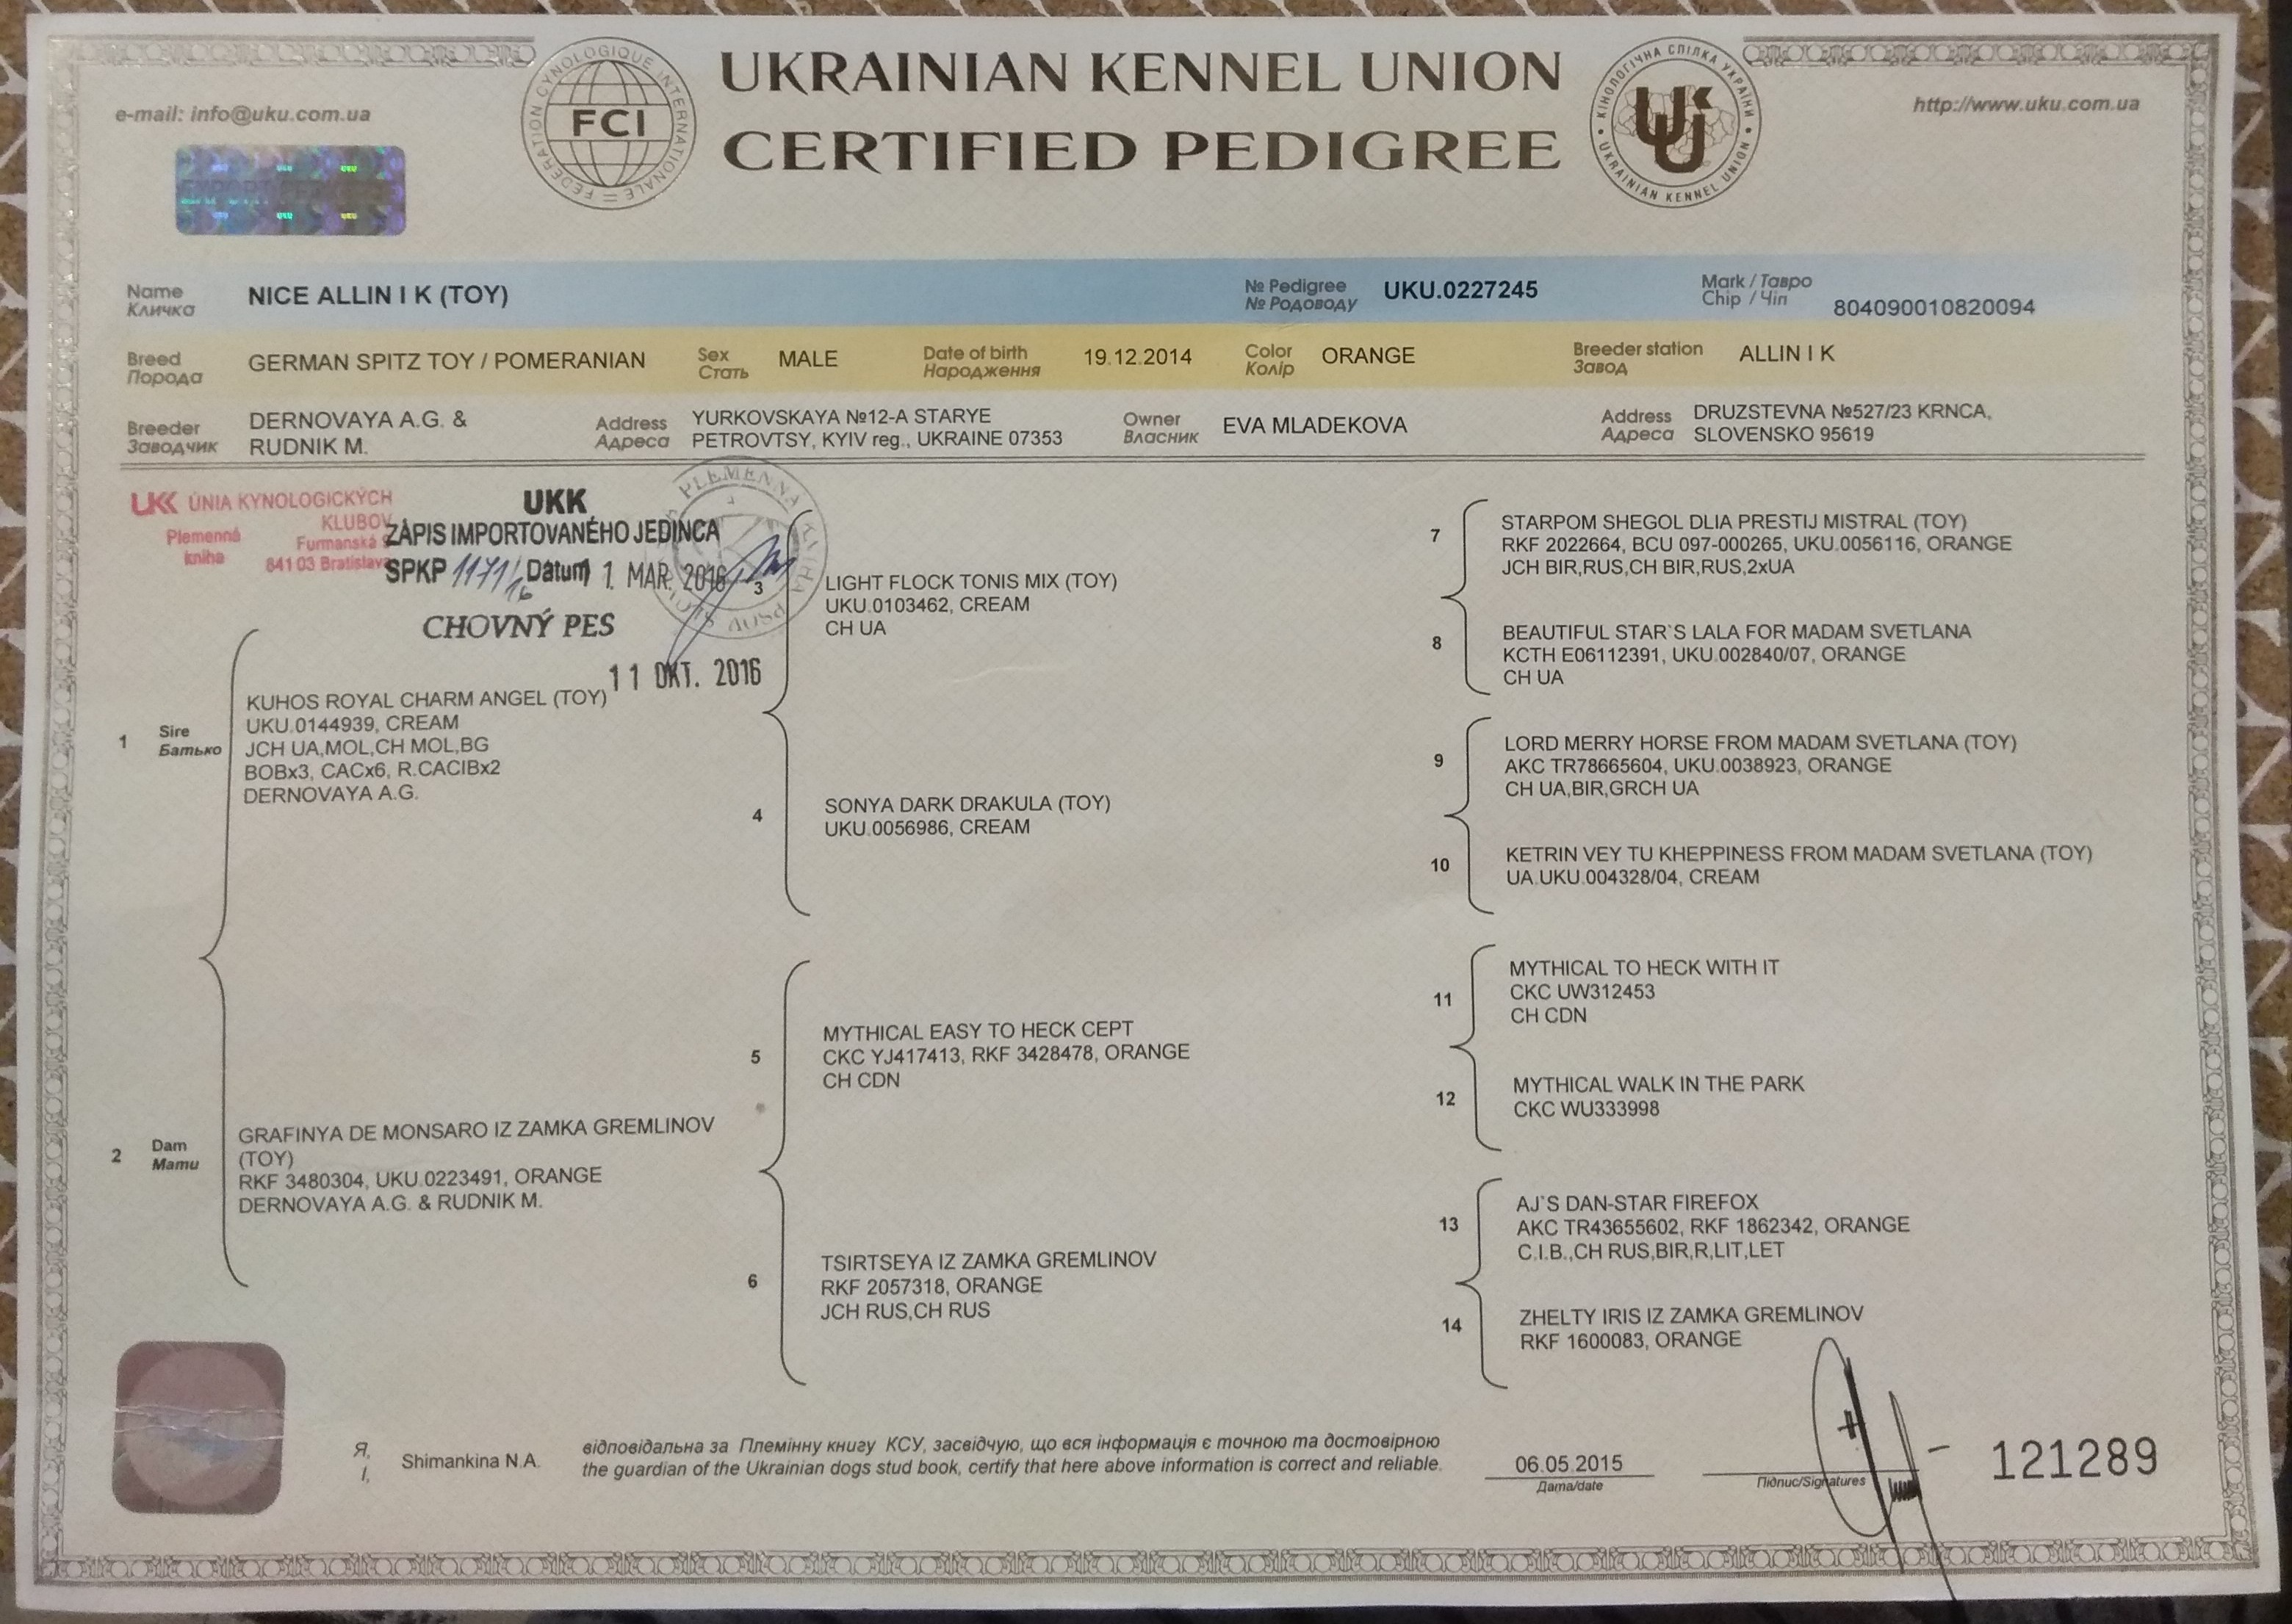 UKRAINIAN KENNEL UNION
CERTIFIED PEDIGREE
e-mail: info@uku.com.ua
FEDERATION CYNOLOGIQUE INTERNATIONALE
FCI
• КІНОЛОГІЧНА СПІЛКА УКРАЇНИ •
UKRAINIAN KENNEL UNION
http://www.uku.com.ua
Name NICE ALLIN I K (TOY) № Pedigree UKU.0227245 Mark / Тавро
Кличка № Родоводу Chip / Чіп 804090010820094
Breed GERMAN SPITZ TOY / POMERANIAN Sex MALE Date of birth 19.12.2014 Color ORANGE Breeder station ALLIN I K
Порода Стать Народження Колір Завод
Breeder DERNOVAYA A.G. & Address YURKOVSKAYA №12-A STARYE Owner EVA MLADEKOVA Address DRUZSTEVNA №527/23 KRNCA,
Заводчик RUDNIK M. Адреса PETROVTSY, KYIV reg., UKRAINE 07353 Власник Адреса SLOVENSKO 95619
UKK ÚNIA KYNOLOGICKÝCH
KLUBOV
Plemenná Furmanská 9
kniha 841 03 Bratislava
UKK
ZÁPIS IMPORTOVANÉHO JEDINCA
SPKP 1171/16 Datum 1. MAR. 2016
PLEMENNÁ KNIHA PSOV
CHOVNÝ PES
11 OKT. 2016
1 Sire
Батько
KUHOS ROYAL CHARM ANGEL (TOY)
UKU.0144939, CREAM
JCH UA,MOL,CH MOL,BG
BOBx3, CACx6, R.CACIBx2
DERNOVAYA A.G.
2 Dam
Мати
GRAFINYA DE MONSARO IZ ZAMKA GREMLINOV
(TOY)
RKF 3480304, UKU.0223491, ORANGE
DERNOVAYA A.G. & RUDNIK M.
3
LIGHT FLOCK TONIS MIX (TOY)
UKU.0103462, CREAM
CH UA
4
SONYA DARK DRAKULA (TOY)
UKU.0056986, CREAM
5
MYTHICAL EASY TO HECK CEPT
CKC YJ417413, RKF 3428478, ORANGE
CH CDN
6
TSIRTSEYA IZ ZAMKA GREMLINOV
RKF 2057318, ORANGE
JCH RUS,CH RUS
7
STARPOM SHEGOL DLIA PRESTIJ MISTRAL (TOY)
RKF 2022664, BCU 097-000265, UKU.0056116, ORANGE
JCH BIR,RUS,CH BIR,RUS,2xUA
8
BEAUTIFUL STAR`S LALA FOR MADAM SVETLANA
KCTH E06112391, UKU.002840/07, ORANGE
CH UA
9
LORD MERRY HORSE FROM MADAM SVETLANA (TOY)
AKC TR78665604, UKU.0038923, ORANGE
CH UA,BIR,GRCH UA
10
KETRIN VEY TU KHEPPINESS FROM MADAM SVETLANA (TOY)
UA.UKU.004328/04, CREAM
11
MYTHICAL TO HECK WITH IT
CKC UW312453
CH CDN
12
MYTHICAL WALK IN THE PARK
CKC WU333998
13
AJ`S DAN-STAR FIREFOX
AKC TR43655602, RKF 1862342, ORANGE
C.I.B.,CH RUS,BIR,R,LIT,LET
14
ZHELTY IRIS IZ ZAMKA GREMLINOV
RKF 1600083, ORANGE
Я,
І,
Shimankina N.A.
відповідальна за Племінну книгу КСУ, засвідчую, що вся інформація є точною та достовірною
the guardian of the Ukrainian dogs stud book, certify that here above information is correct and reliable.
06.05.2015
Дата/date
Підпис/Signatures
121289